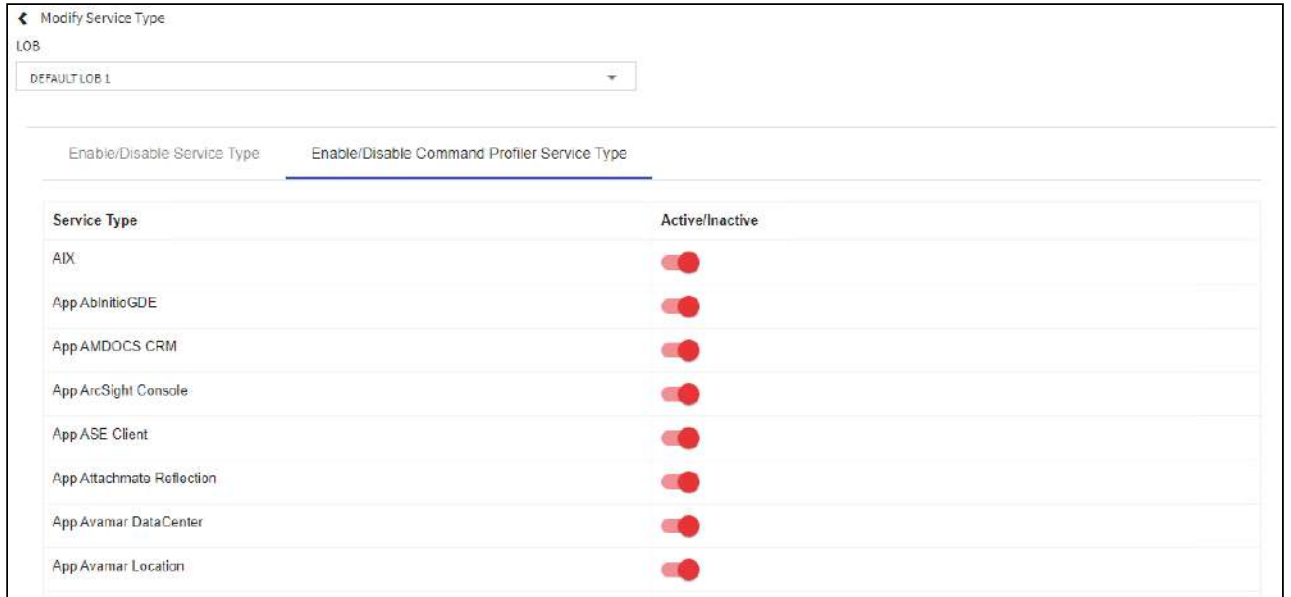 Modify Service Type
LOB
DEFAULT LOB 1
Enable/Disable Service Type Enable/Disable Command Profiler Service Type
Service Type Active/Inactive
AIX
App AbInitioGDE
App AMDOCS CRM
App ArcSight Console
App ASE Client
App Attachmate Reflection
App Avamar DataCenter
App Avamar Location